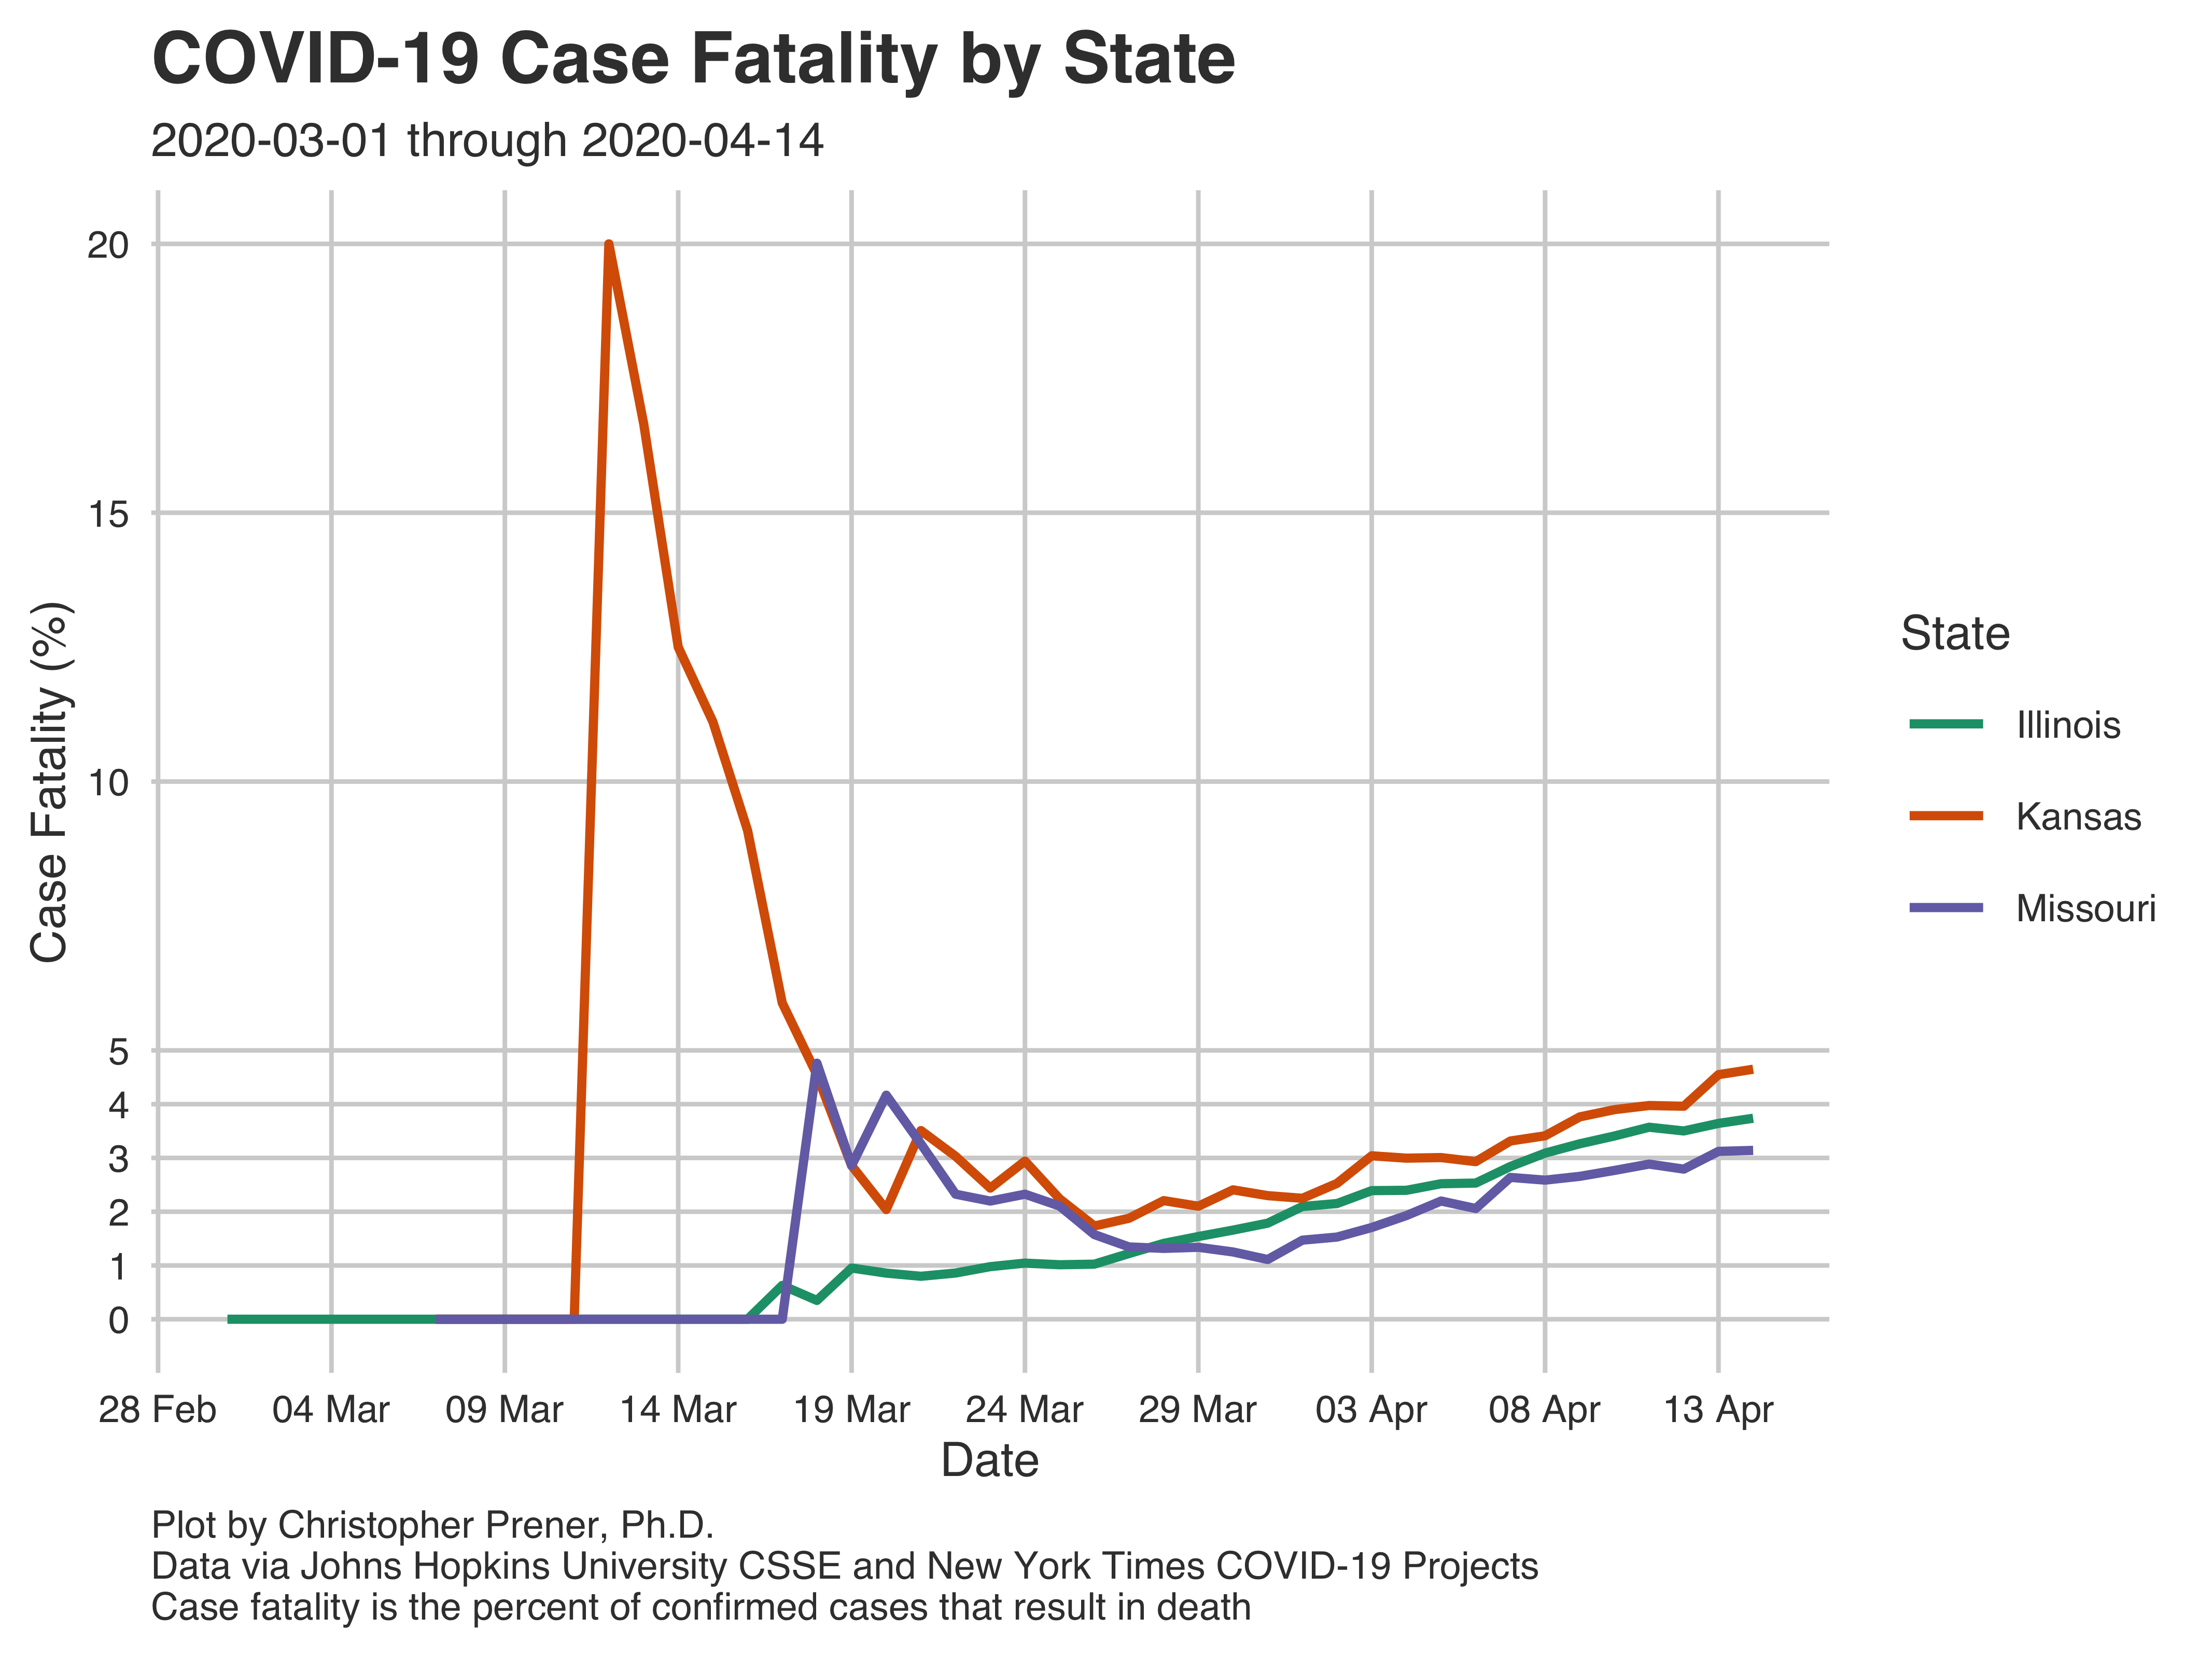 COVID-19 Case Fatality by State
2020-03-01 through 2020-04-14
Case Fatality (%)
20
15
10
5
4
3
2
1
0
28 Feb 04 Mar 09 Mar 14 Mar 19 Mar 24 Mar 29 Mar 03 Apr 08 Apr 13 Apr
Date
State
Illinois
Kansas
Missouri
Plot by Christopher Prener, Ph.D.
Data via Johns Hopkins University CSSE and New York Times COVID-19 Projects
Case fatality is the percent of confirmed cases that result in death